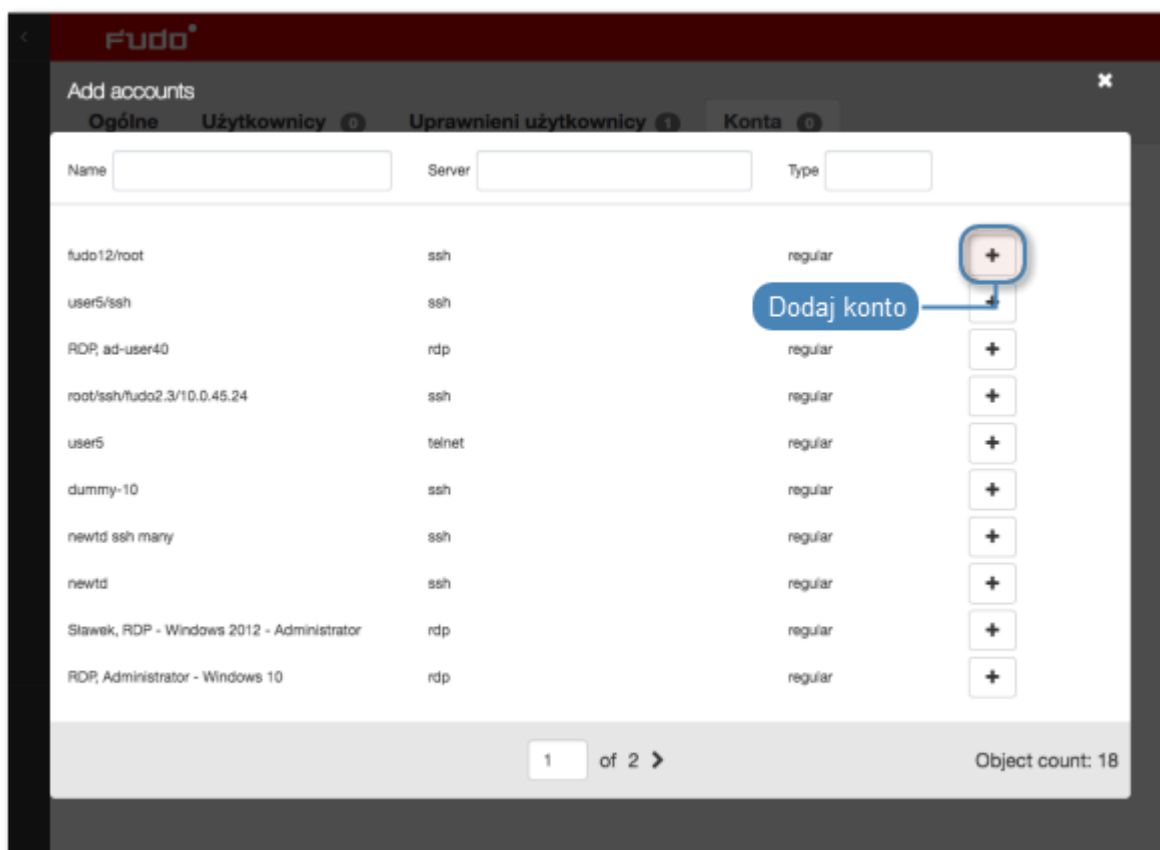 Fudo
Add accounts
Ogólne Użytkownicy 0 Uprawnieni użytkownicy 1 Konta 0
Name Server Type
fudo12/root ssh regular +
Dodaj konto
user5/ssh ssh +
RDP, ad-user40 rdp regular +
root/ssh/fudo2.3/10.0.45.24 ssh regular +
user5 telnet regular +
dummy-10 ssh regular +
newtd ssh many ssh regular +
newtd ssh regular +
Sławek, RDP - Windows 2012 - Administrator rdp regular +
RDP, Administrator - Windows 10 rdp regular +
1 of 2 Object count: 18